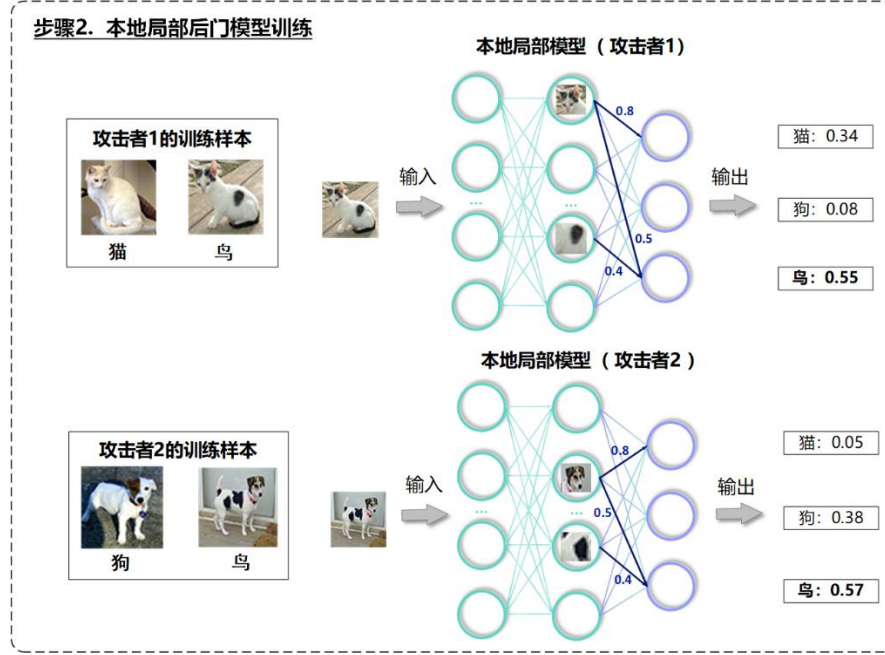 步骤2. 本地局部后门模型训练
本地局部模型（攻击者1）
攻击者1的训练样本
猫
鸟
输入
...
...
0.8
0.5
0.4
输出
猫：0.34
狗：0.08
鸟：0.55
本地局部模型（攻击者2）
攻击者2的训练样本
狗
鸟
输入
...
...
0.8
0.5
0.4
输出
猫：0.05
狗：0.38
鸟：0.57